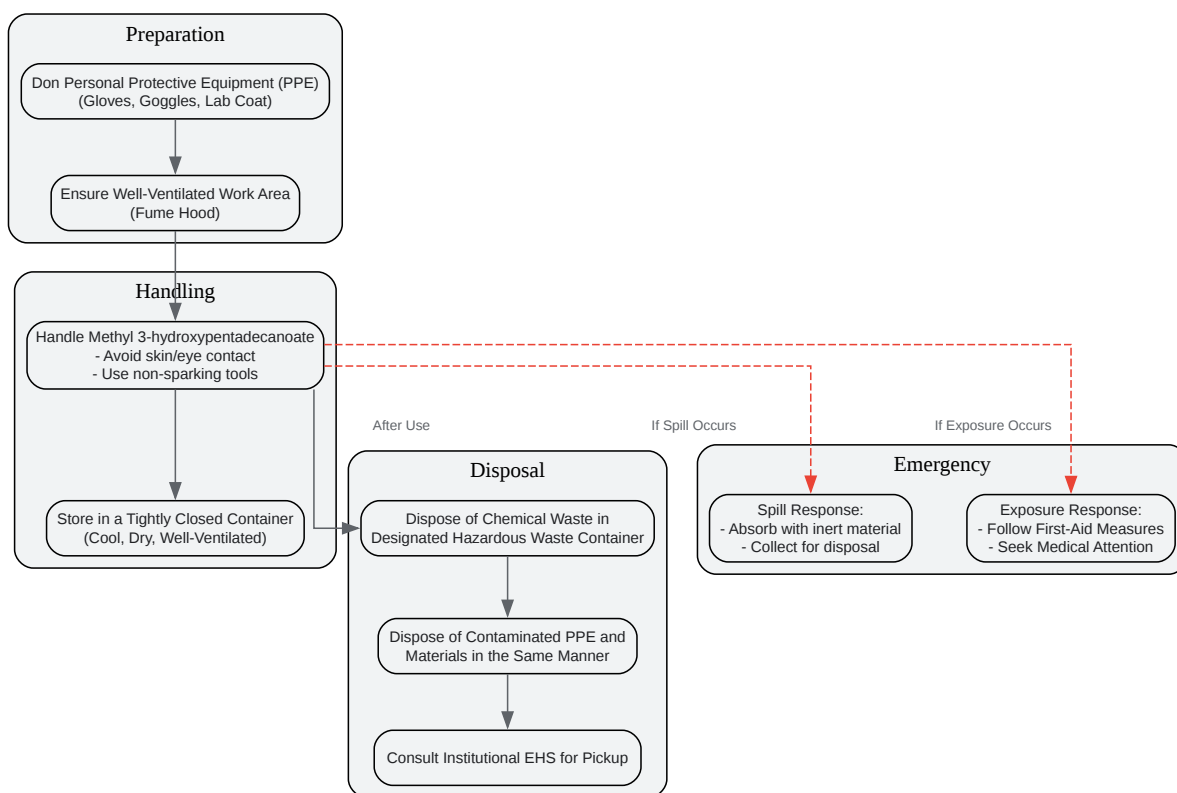 Preparation
Don Personal Protective Equipment (PPE)
(Gloves, Goggles, Lab Coat)
Ensure Well-Ventilated Work Area
(Fume Hood)
Handling
Handle Methyl 3-hydroxypentadecanoate
- Avoid skin/eye contact
- Use non-sparking tools
Store in a Tightly Closed Container
(Cool, Dry, Well-Ventilated)
After Use
If Spill Occurs
If Exposure Occurs
Disposal
Dispose of Chemical Waste in
Designated Hazardous Waste Container
Dispose of Contaminated PPE and
Materials in the Same Manner
Consult Institutional EHS for Pickup
Emergency
Spill Response:
- Absorb with inert material
- Collect for disposal
Exposure Response:
- Follow First-Aid Measures
- Seek Medical Attention